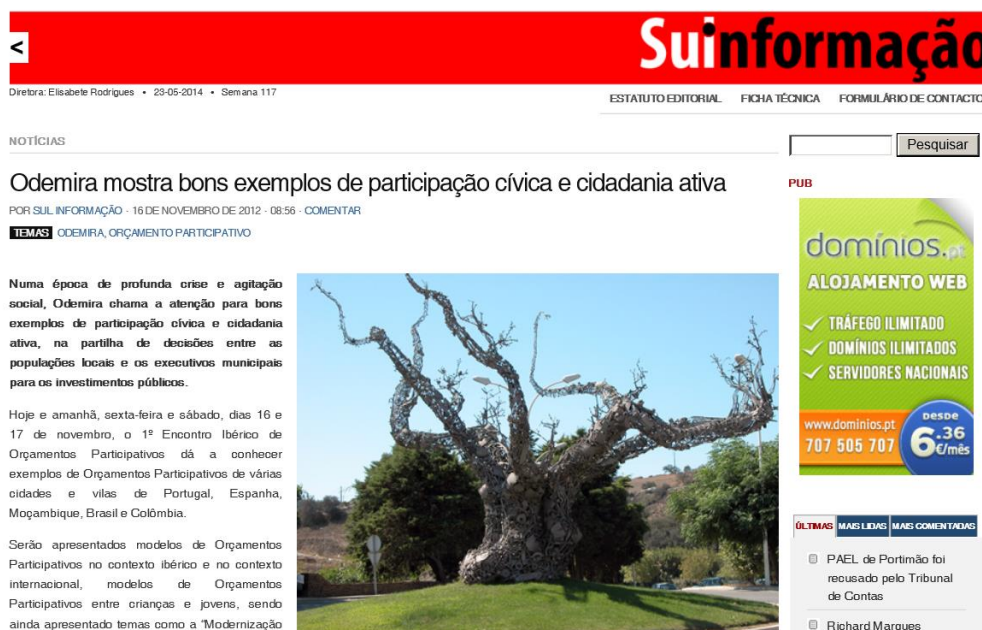 <
Sulnformação
Diretora: Elisabete Rodrigues • 23-05-2014 • Semana 117
ESTATUTO EDITORIAL FICHA TÉCNICA FORMULÁRIO DE CONTACTO
NOTÍCIAS
Pesquisar
Odemira mostra bons exemplos de participação cívica e cidadania ativa
POR SUL INFORMAÇÃO · 16 DE NOVEMBRO DE 2012 · 08:56 · COMENTAR
TEMAS ODEMIRA, ORÇAMENTO PARTICIPATIVO
Numa época de profunda crise e agitação
social, Odemira chama a atenção para bons
exemplos de participação cívica e cidadania
ativa, na partilha de decisões entre as
populações locais e os executivos municipais
para os investimentos públicos.
Hoje e amanhã, sexta-feira e sábado, dias 16 e
17 de novembro, o 1º Encontro Ibérico de
Orçamentos Participativos dá a conhecer
exemplos de Orçamentos Participativos de várias
cidades e vilas de Portugal, Espanha,
Moçambique, Brasil e Colômbia.
Serão apresentados modelos de Orçamentos
Participativos no contexto ibérico e no contexto
internacional, modelos de Orçamentos
Participativos entre crianças e jovens, sendo
ainda apresentado temas como a "Modernização
PUB
domínios.pt
ALOJAMENTO WEB
TRÁFEGO ILIMITADO
DOMÍNIOS ILIMITADOS
SERVIDORES NACIONAIS
www.dominios.pt
707 505 707
DESDE
6.36
€/mês
ÚLTIMAS MAIS LIDAS MAIS COMENTADAS
PAEL de Portimão foi
recusado pelo Tribunal
de Contas
Richard Marques